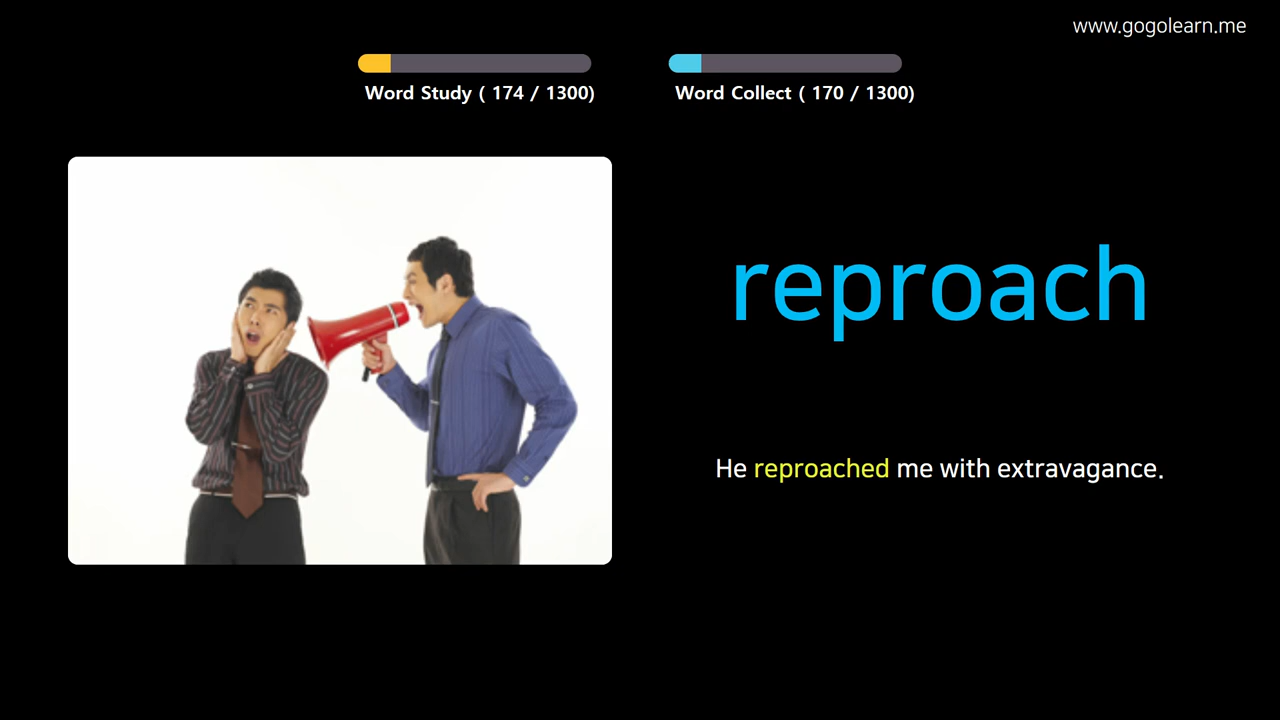 www.gogolearn.me
Word Study ( 174 / 1300)
Word Collect ( 170 / 1300)
reproach
He reproached me with extravagance.